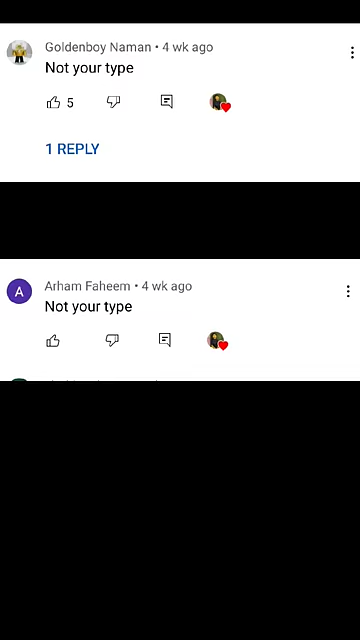 Goldenboy Naman • 4 wk ago
Not your type
5
1 REPLY
A
Arham Faheem • 4 wk ago
Not your type